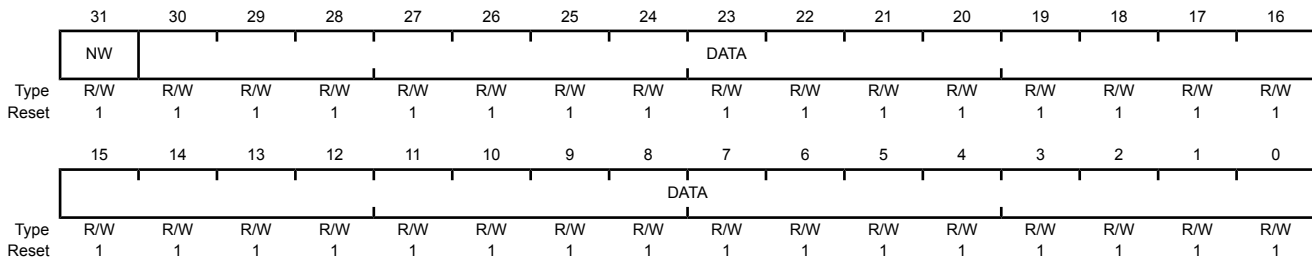 31 30 29 28 27 26 25 24 23 22 21 20 19 18 17 16
NW DATA
Type R/W R/W R/W R/W R/W R/W R/W R/W R/W R/W R/W R/W R/W R/W R/W R/W
Reset 1 1 1 1 1 1 1 1 1 1 1 1 1 1 1 1
15 14 13 12 11 10 9 8 7 6 5 4 3 2 1 0
DATA
Type R/W R/W R/W R/W R/W R/W R/W R/W R/W R/W R/W R/W R/W R/W R/W R/W
Reset 1 1 1 1 1 1 1 1 1 1 1 1 1 1 1 1